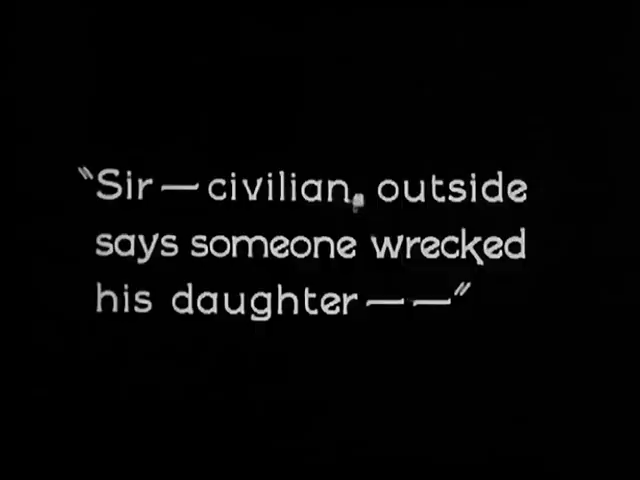 "Sir — civilian, outside
says someone wrecked
his daughter — —"